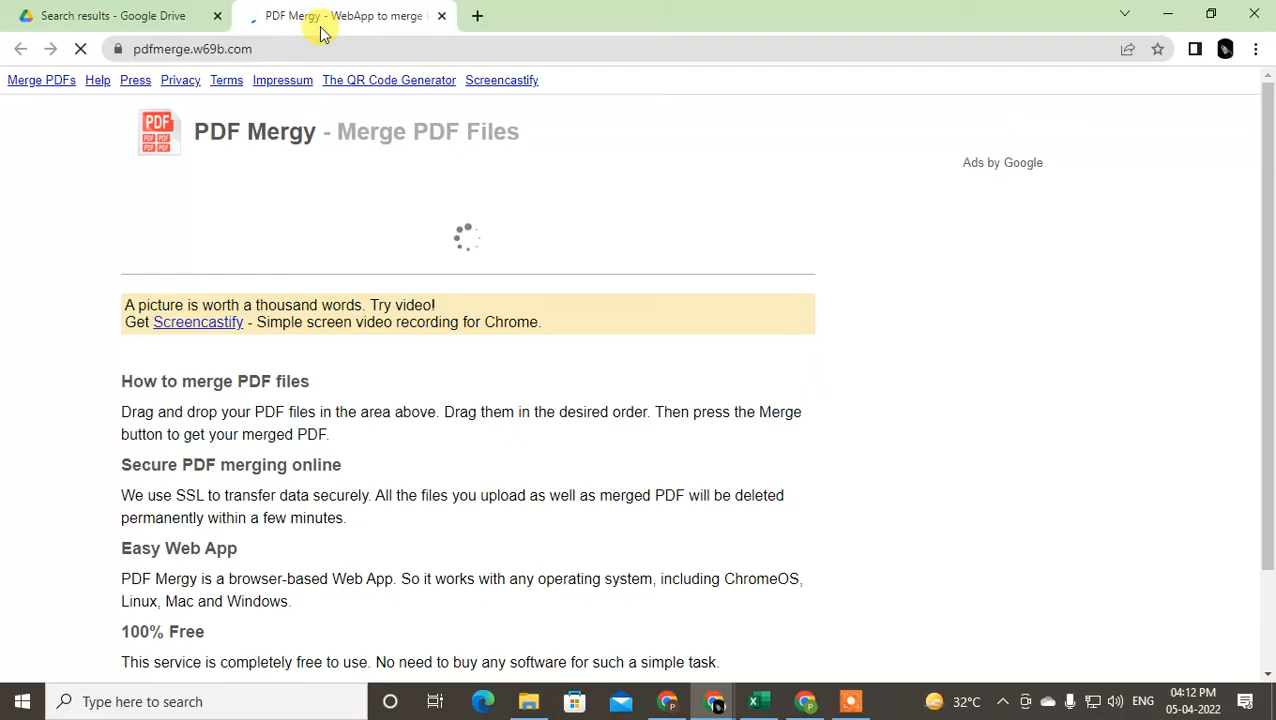 Search results - Google Drive
PDF Mergy - WebApp to merge
pdfmerge.w69b.com
Merge PDFs Help Press Privacy Terms Impressum The QR Code Generator Screencastify
PDF Mergy - Merge PDF Files
Ads by Google
A picture is worth a thousand words. Try video!
Get Screencastify - Simple screen video recording for Chrome.
How to merge PDF files
Drag and drop your PDF files in the area above. Drag them in the desired order. Then press the Merge
button to get your merged PDF.
Secure PDF merging online
We use SSL to transfer data securely. All the files you upload as well as merged PDF will be deleted
permanently within a few minutes.
Easy Web App
PDF Mergy is a browser-based Web App. So it works with any operating system, including ChromeOS,
Linux, Mac and Windows.
100% Free
This service is completely free to use. No need to buy any software for such a simple task.
Type here to search
32°C
ENG
04:12 PM
05-04-2022